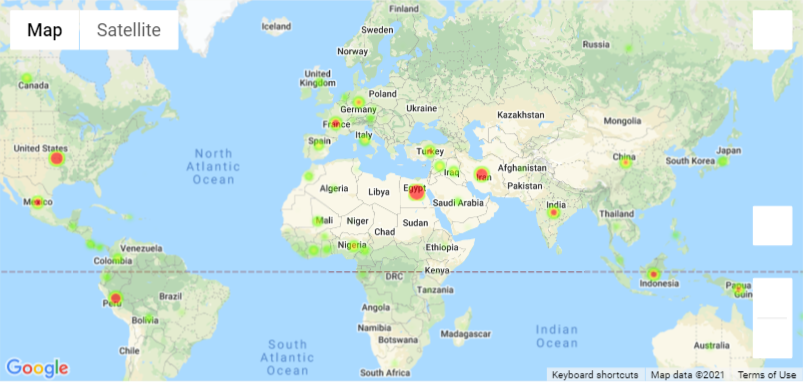 Map
Satellite
Finland
Iceland
Sweden
Norway
Russia
United
Kingdom
Canada
Poland
Germany
Ukraine
France
Kazakhstan
Mongolia
Spain
Italy
Turkey
United States
Japan
China
South Korea
North
Atlantic
Ocean
Iraq
Iran
Afghanistan
Pakistan
Algeria
Libya
Egypt
Saudi Arabia
Mexico
India
Mali
Niger
Chad
Sudan
Thailand
Nigeria
Ethiopia
Venezuela
Colombia
Kenya
DRC
Indonesia
Papua
Guin
Tanzania
Peru
Brazil
Bolivia
Angola
Namibia
Botswana
Madagascar
South
Atlantic
Ocean
Indian
Ocean
Australia
Chile
South Africa
Google
Keyboard shortcuts
Map data ©2021
Terms of Use